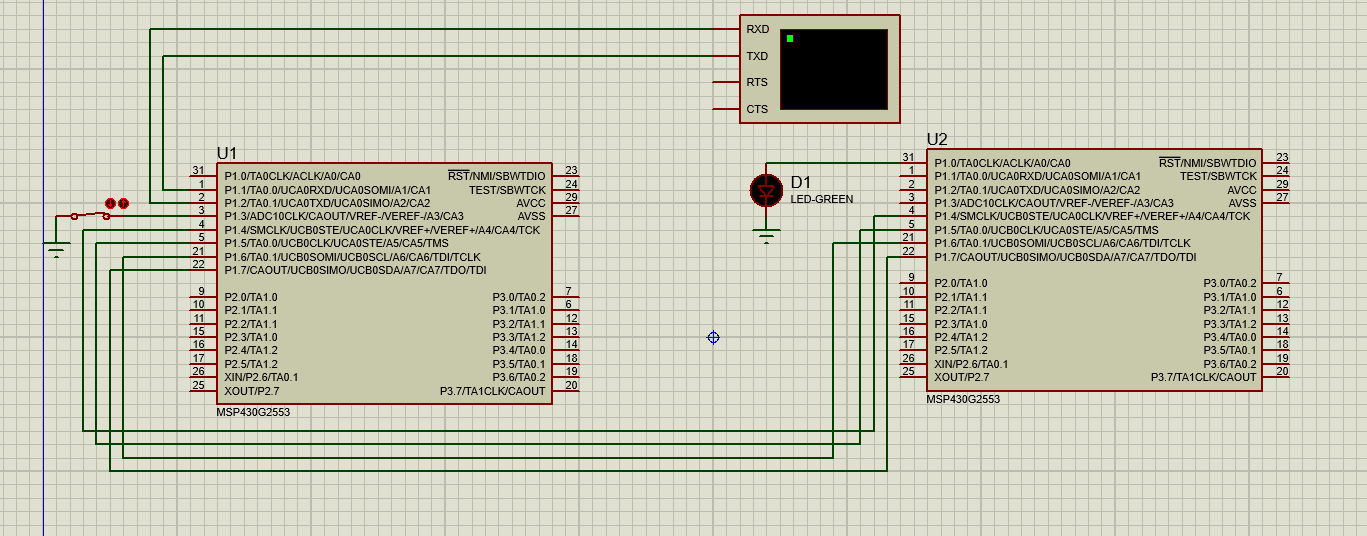 RXD
TXD
RTS
CTS
U1
31
P1.0/TA0CLK/ACLK/A0/CA0
1
P1.1/TA0.0/UCA0RXD/UCA0SOMI/A1/CA1
2
P1.2/TA0.1/UCA0TXD/UCA0SIMO/A2/CA2
3
P1.3/ADC10CLK/CAOUT/VREF-/VEREF-/A3/CA3
4
P1.4/SMCLK/UCB0STE/UCA0CLK/VREF+/VEREF+/A4/CA4/TCK
5
P1.5/TA0.0/UCB0CLK/UCA0STE/A5/CA5/TMS
21
P1.6/TA0.1/UCB0SOMI/UCB0SCL/A6/CA6/TDI/TCLK
22
P1.7/CAOUT/UCB0SIMO/UCB0SDA/A7/CA7/TDO/TDI
9
P2.0/TA1.0
10
P2.1/TA1.1
11
P2.2/TA1.1
15
P2.3/TA1.0
16
P2.4/TA1.2
17
P2.5/TA1.2
26
XIN/P2.6/TA0.1
25
XOUT/P2.7
RST/NMI/SBWTDIO
23
TEST/SBWTCK
24
AVCC
29
AVSS
27
P3.0/TA0.2
7
P3.1/TA1.0
6
P3.2/TA1.1
12
P3.3/TA1.2
13
P3.4/TA0.0
14
P3.5/TA0.1
18
P3.6/TA0.2
19
P3.7/TA1CLK/CAOUT
20
MSP430G2553
D1
LED-GREEN
U2
31
P1.0/TA0CLK/ACLK/A0/CA0
1
P1.1/TA0.0/UCA0RXD/UCA0SOMI/A1/CA1
2
P1.2/TA0.1/UCA0TXD/UCA0SIMO/A2/CA2
3
P1.3/ADC10CLK/CAOUT/VREF-/VEREF-/A3/CA3
4
P1.4/SMCLK/UCB0STE/UCA0CLK/VREF+/VEREF+/A4/CA4/TCK
5
P1.5/TA0.0/UCB0CLK/UCA0STE/A5/CA5/TMS
21
P1.6/TA0.1/UCB0SOMI/UCB0SCL/A6/CA6/TDI/TCLK
22
P1.7/CAOUT/UCB0SIMO/UCB0SDA/A7/CA7/TDO/TDI
9
P2.0/TA1.0
10
P2.1/TA1.1
11
P2.2/TA1.1
15
P2.3/TA1.0
16
P2.4/TA1.2
17
P2.5/TA1.2
26
XIN/P2.6/TA0.1
25
XOUT/P2.7
RST/NMI/SBWTDIO
23
TEST/SBWTCK
24
AVCC
29
AVSS
27
P3.0/TA0.2
7
P3.1/TA1.0
6
P3.2/TA1.1
12
P3.3/TA1.2
13
P3.4/TA0.0
14
P3.5/TA0.1
18
P3.6/TA0.2
19
P3.7/TA1CLK/CAOUT
20
MSP430G2553